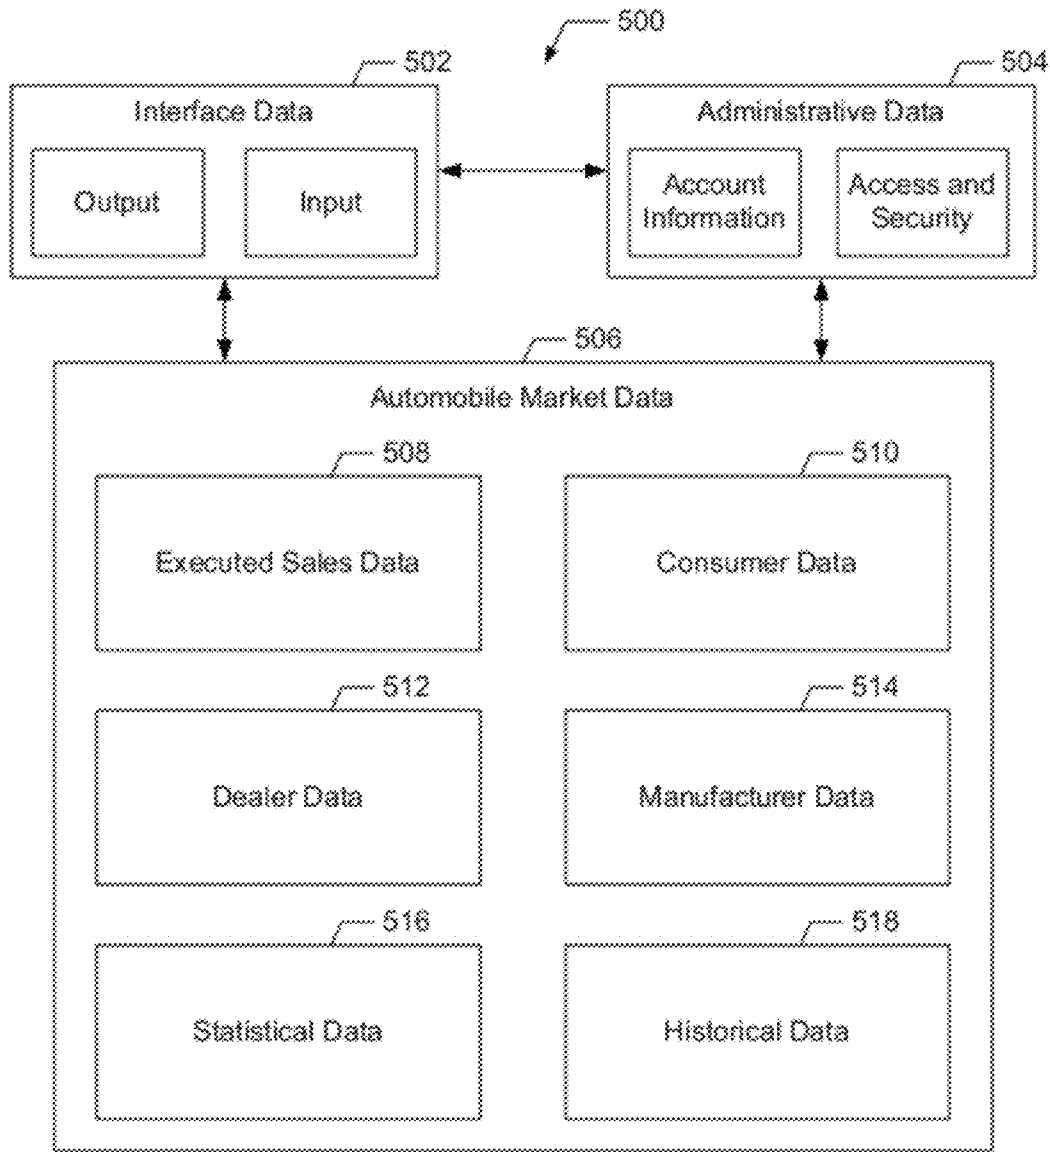 500
502
504
Interface Data
Administrative Data
Output
Input
Account
Information
Access and
Security
506
Automobile Market Data
508
510
Executed Sales Data
Consumer Data
512
514
Dealer Data
Manufacturer Data
516
518
Statistical Data
Historical Data